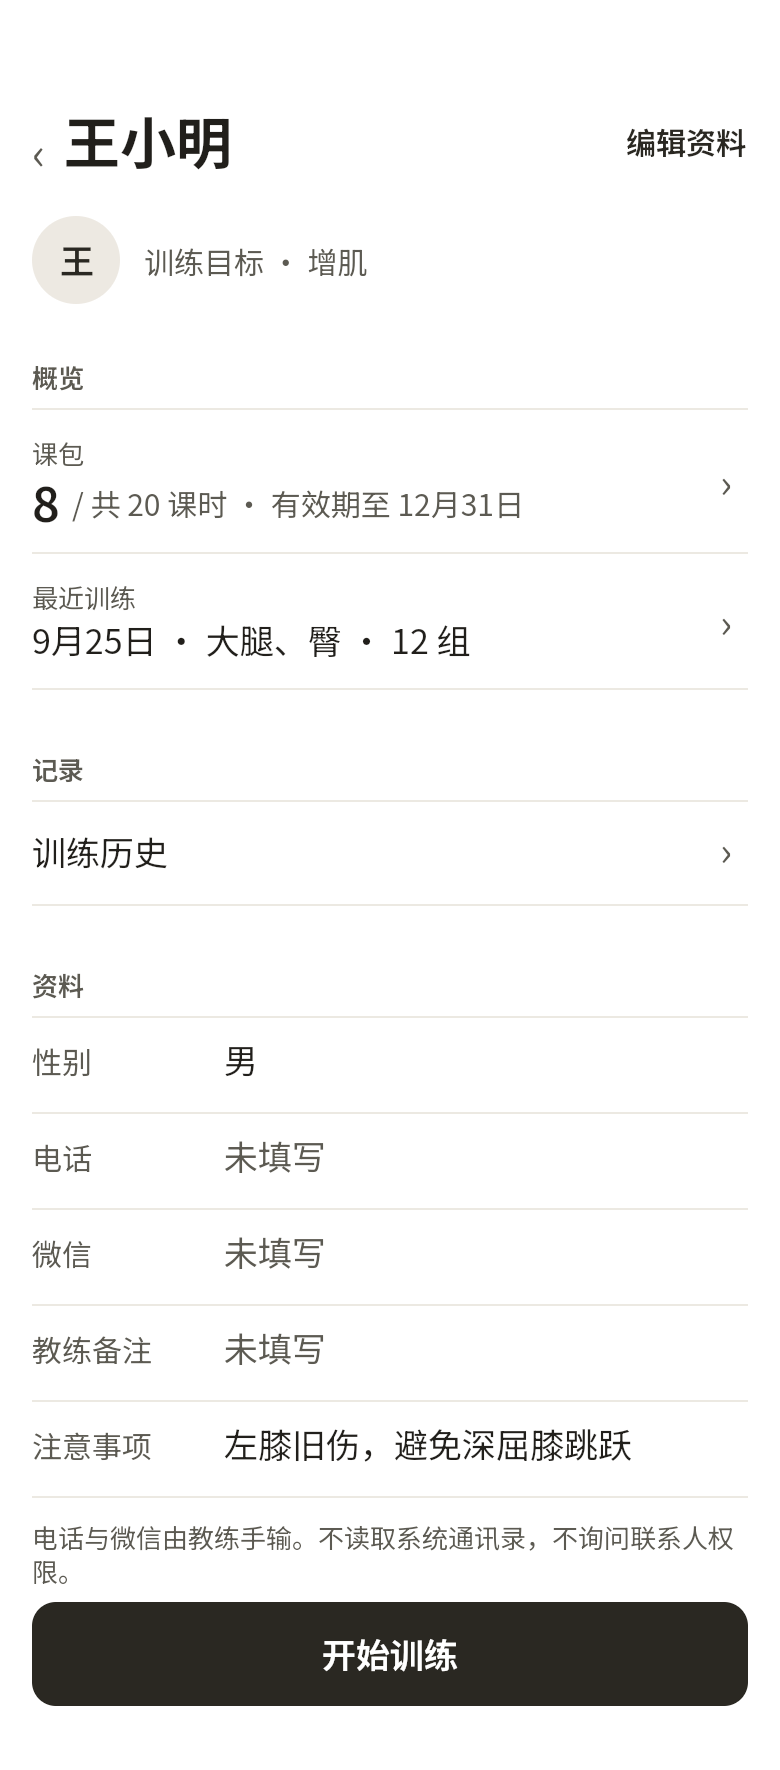 ‹ 王小明 编辑资料
王 训练目标 · 增肌
概览
课包
8 / 共 20 课时 · 有效期至 12月31日 ›
最近训练
9月25日 · 大腿、臀 · 12 组 ›
记录
训练历史 ›
资料
性别 男
电话 未填写
微信 未填写
教练备注 未填写
注意事项 左膝旧伤，避免深屈膝跳跃
电话与微信由教练手输。不读取系统通讯录，不询问联系人权
限。
开始训练